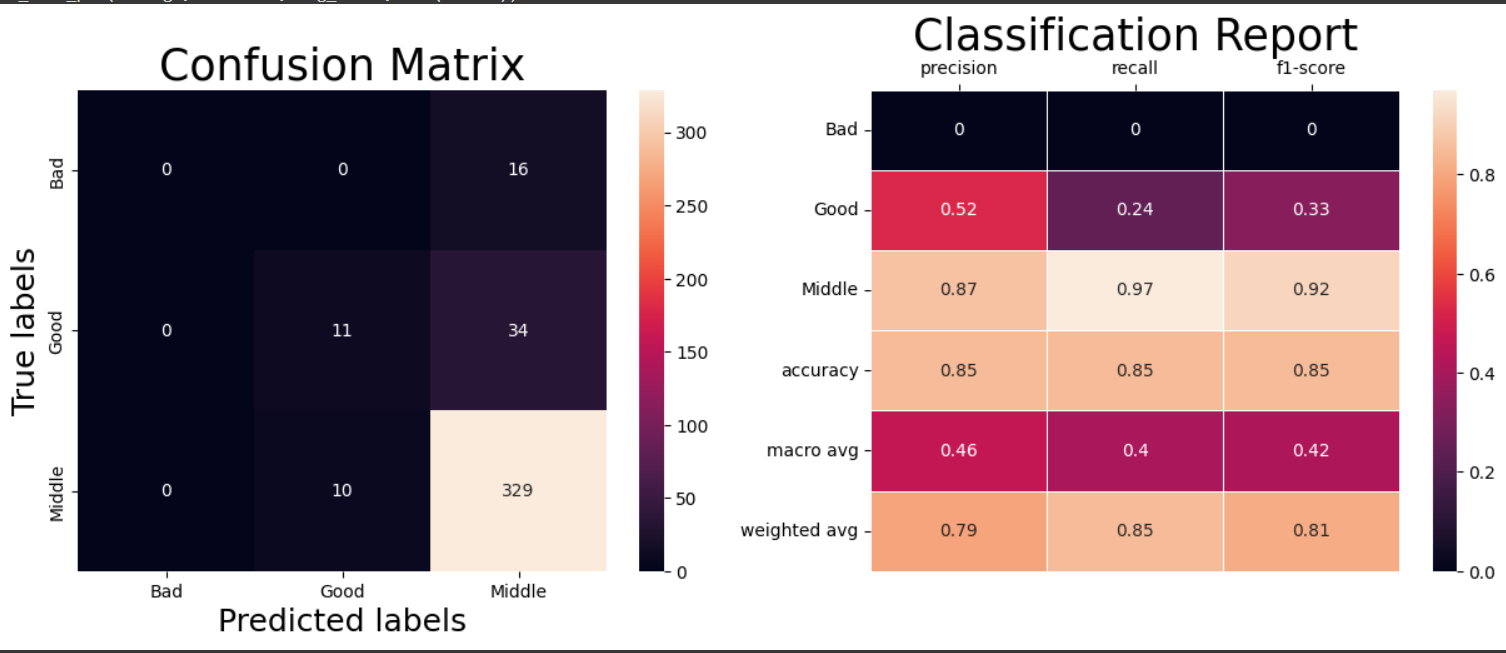 Confusion Matrix
Bad 0 0 16
Good 0 11 34
Middle 0 10 329
Bad Good Middle
True labels
Predicted labels
300
250
200
150
100
50
0
Classification Report
precision recall f1-score
Bad 0 0 0
Good 0.52 0.24 0.33
Middle 0.87 0.97 0.92
accuracy 0.85 0.85 0.85
macro avg 0.46 0.4 0.42
weighted avg 0.79 0.85 0.81
0.8
0.6
0.4
0.2
0.0